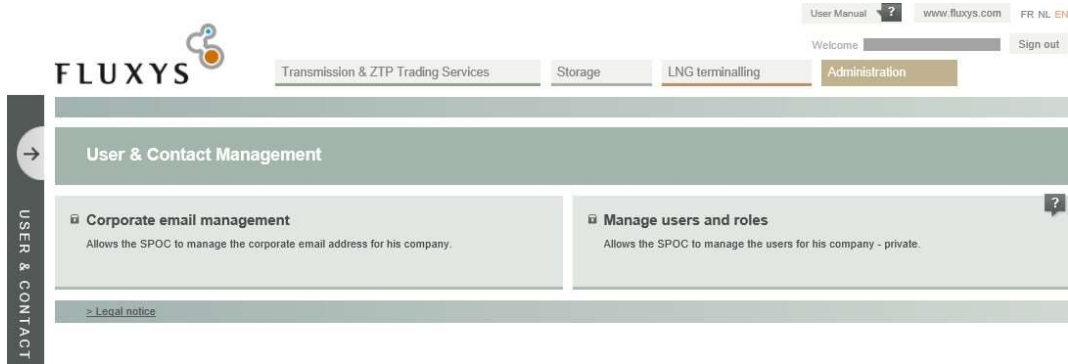 User Manual ?
www.fluxys.com
FR NL EN
Welcome
Sign out
FLUXYS
Transmission & ZTP Trading Services
Storage
LNG terminalling
Administration
User & Contact Management
USER & CONTACT
Corporate email management
Allows the SPOC to manage the corporate email address for his company.
Manage users and roles
?
Allows the SPOC to manage the users for his company - private.
> Legal notice